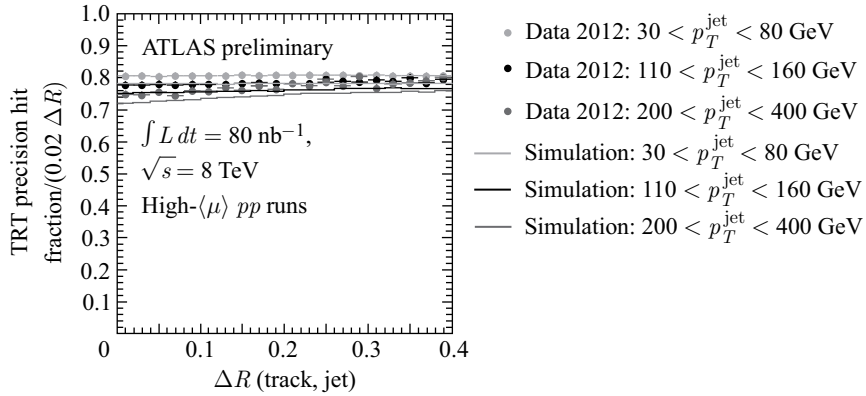 TRT precision hit
fraction/(0.02 ΔR)
1.0
0.9
0.8
0.7
0.6
0.5
0.4
0.3
0.2
0.1
0
0.1
0.2
0.3
0.4
ΔR (track, jet)
ATLAS preliminary
∫ L dt = 80 nb⁻¹,
√s = 8 TeV
High-⟨μ⟩ pp runs
Data 2012: 30 < p_T^jet < 80 GeV
Data 2012: 110 < p_T^jet < 160 GeV
Data 2012: 200 < p_T^jet < 400 GeV
Simulation: 30 < p_T^jet < 80 GeV
Simulation: 110 < p_T^jet < 160 GeV
Simulation: 200 < p_T^jet < 400 GeV